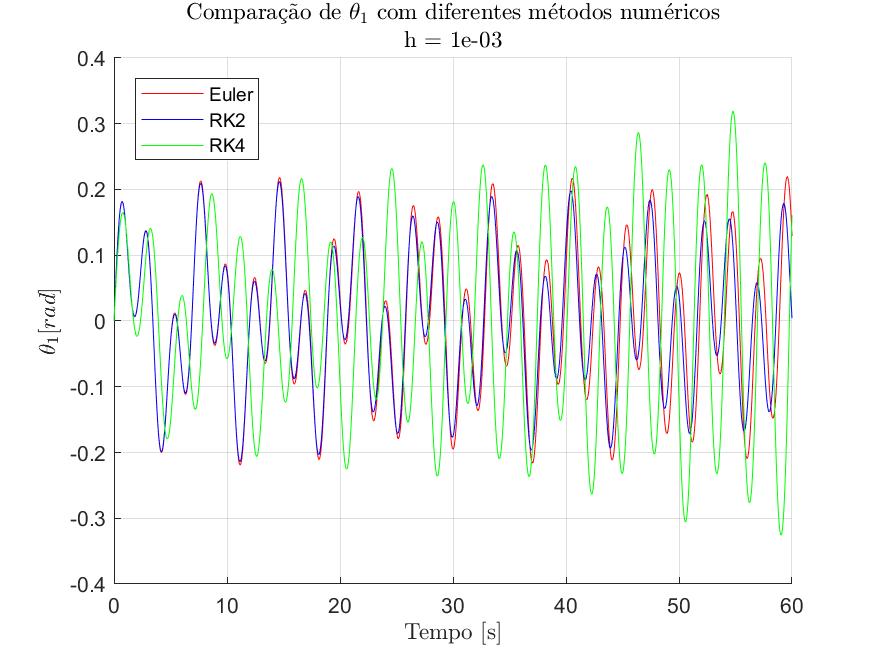 Comparação de θ₁ com diferentes métodos numéricos
h = 1e-03
0.4
0.3
0.2
0.1
0
-0.1
-0.2
-0.3
-0.4
θ₁[rad]
Euler
RK2
RK4
0 10 20 30 40 50 60
Tempo [s]